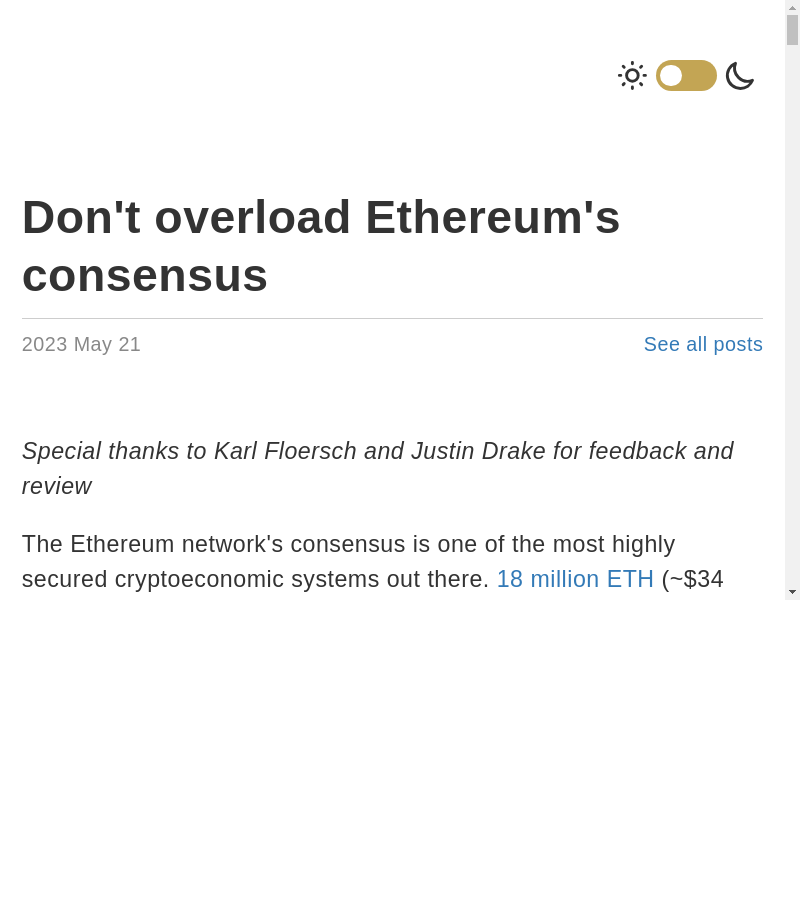 Don't overload Ethereum's
consensus
2023 May 21
See all posts
Special thanks to Karl Floersch and Justin Drake for feedback and
review
The Ethereum network's consensus is one of the most highly
secured cryptoeconomic systems out there. 18 million ETH (~$34